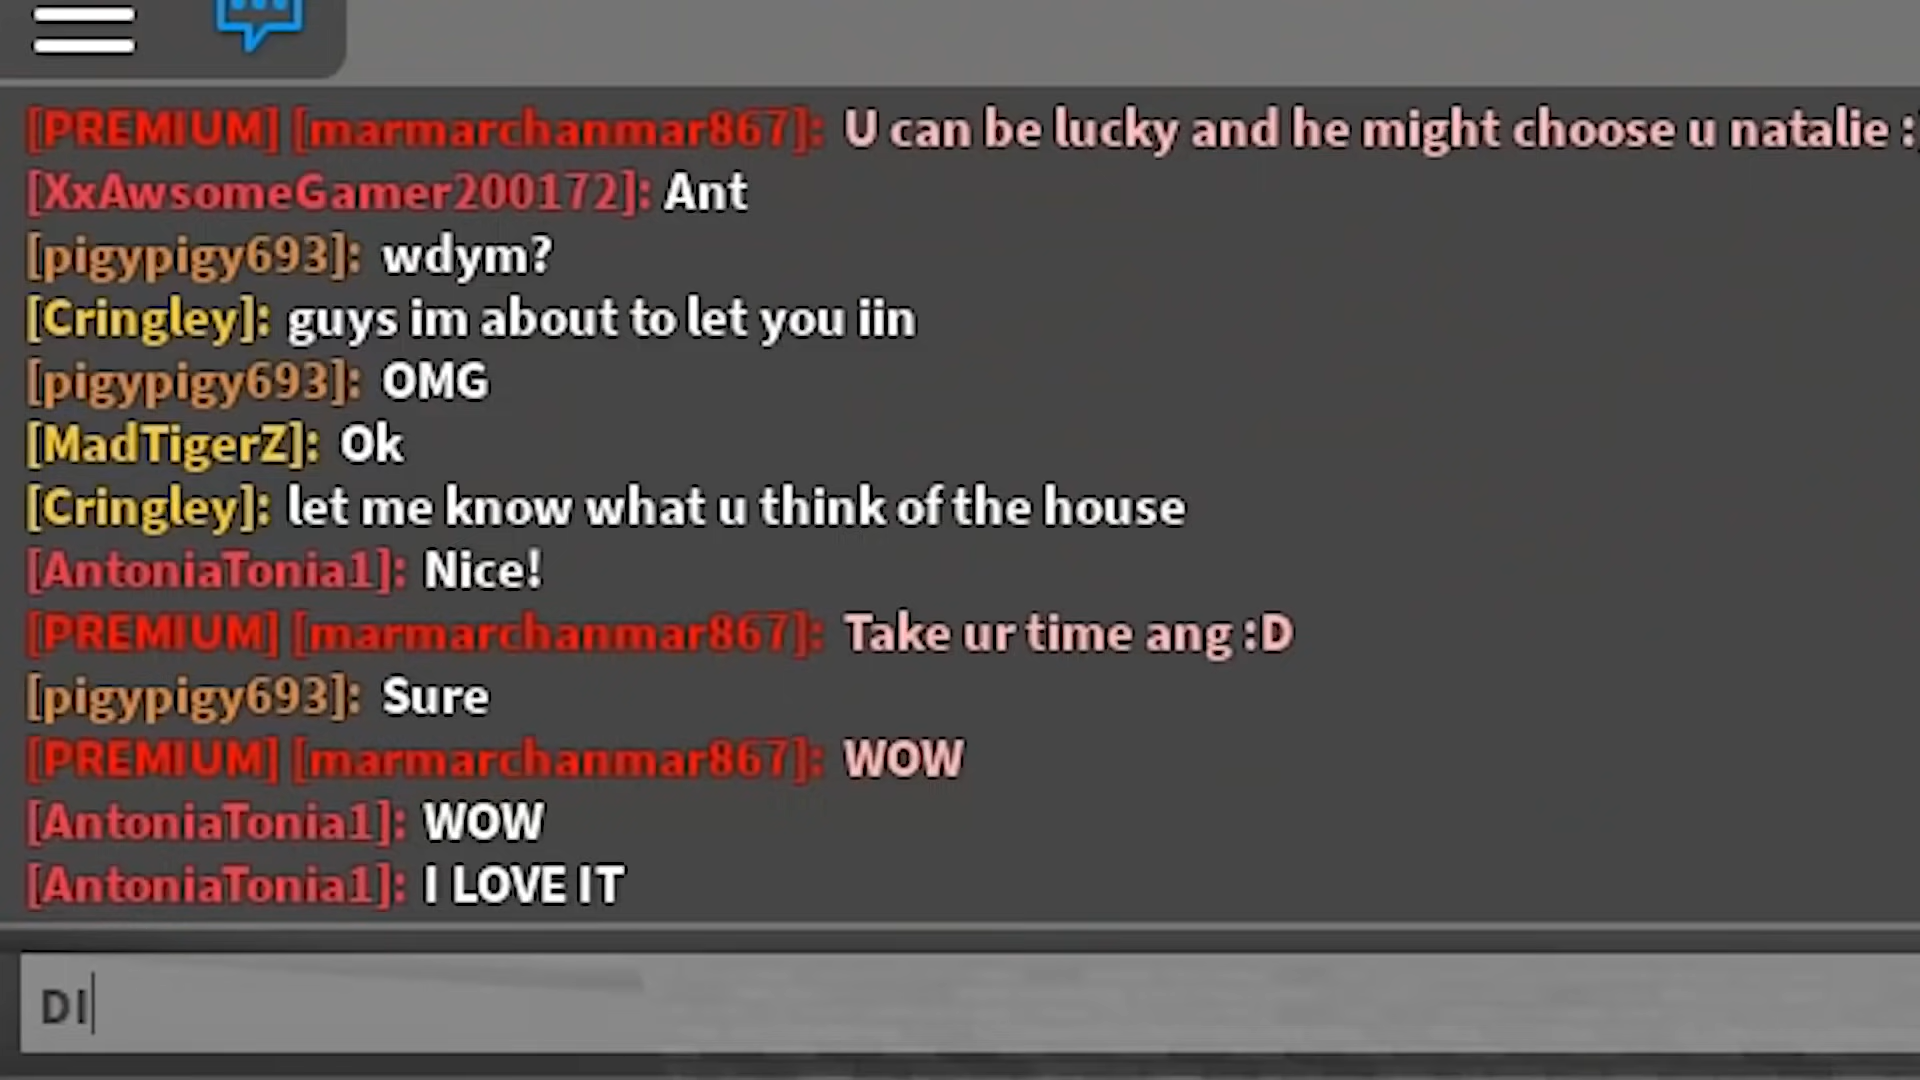 [PREMIUM] [marmarchanmar867]: U can be lucky and he might choose u natalie :
[XxAwsomeGamer200172]: Ant
[pigypigy693]: wdym?
[Cringley]: guys im about to let you iin
[pigypigy693]: OMG
[MadTigerZ]: Ok
[Cringley]: let me know what u think of the house
[AntoniaTonia1]: Nice!
[PREMIUM] [marmarchanmar867]: Take ur time ang :D
[pigypigy693]: Sure
[PREMIUM] [marmarchanmar867]: WOW
[AntoniaTonia1]: WOW
[AntoniaTonia1]: I LOVE IT
DI